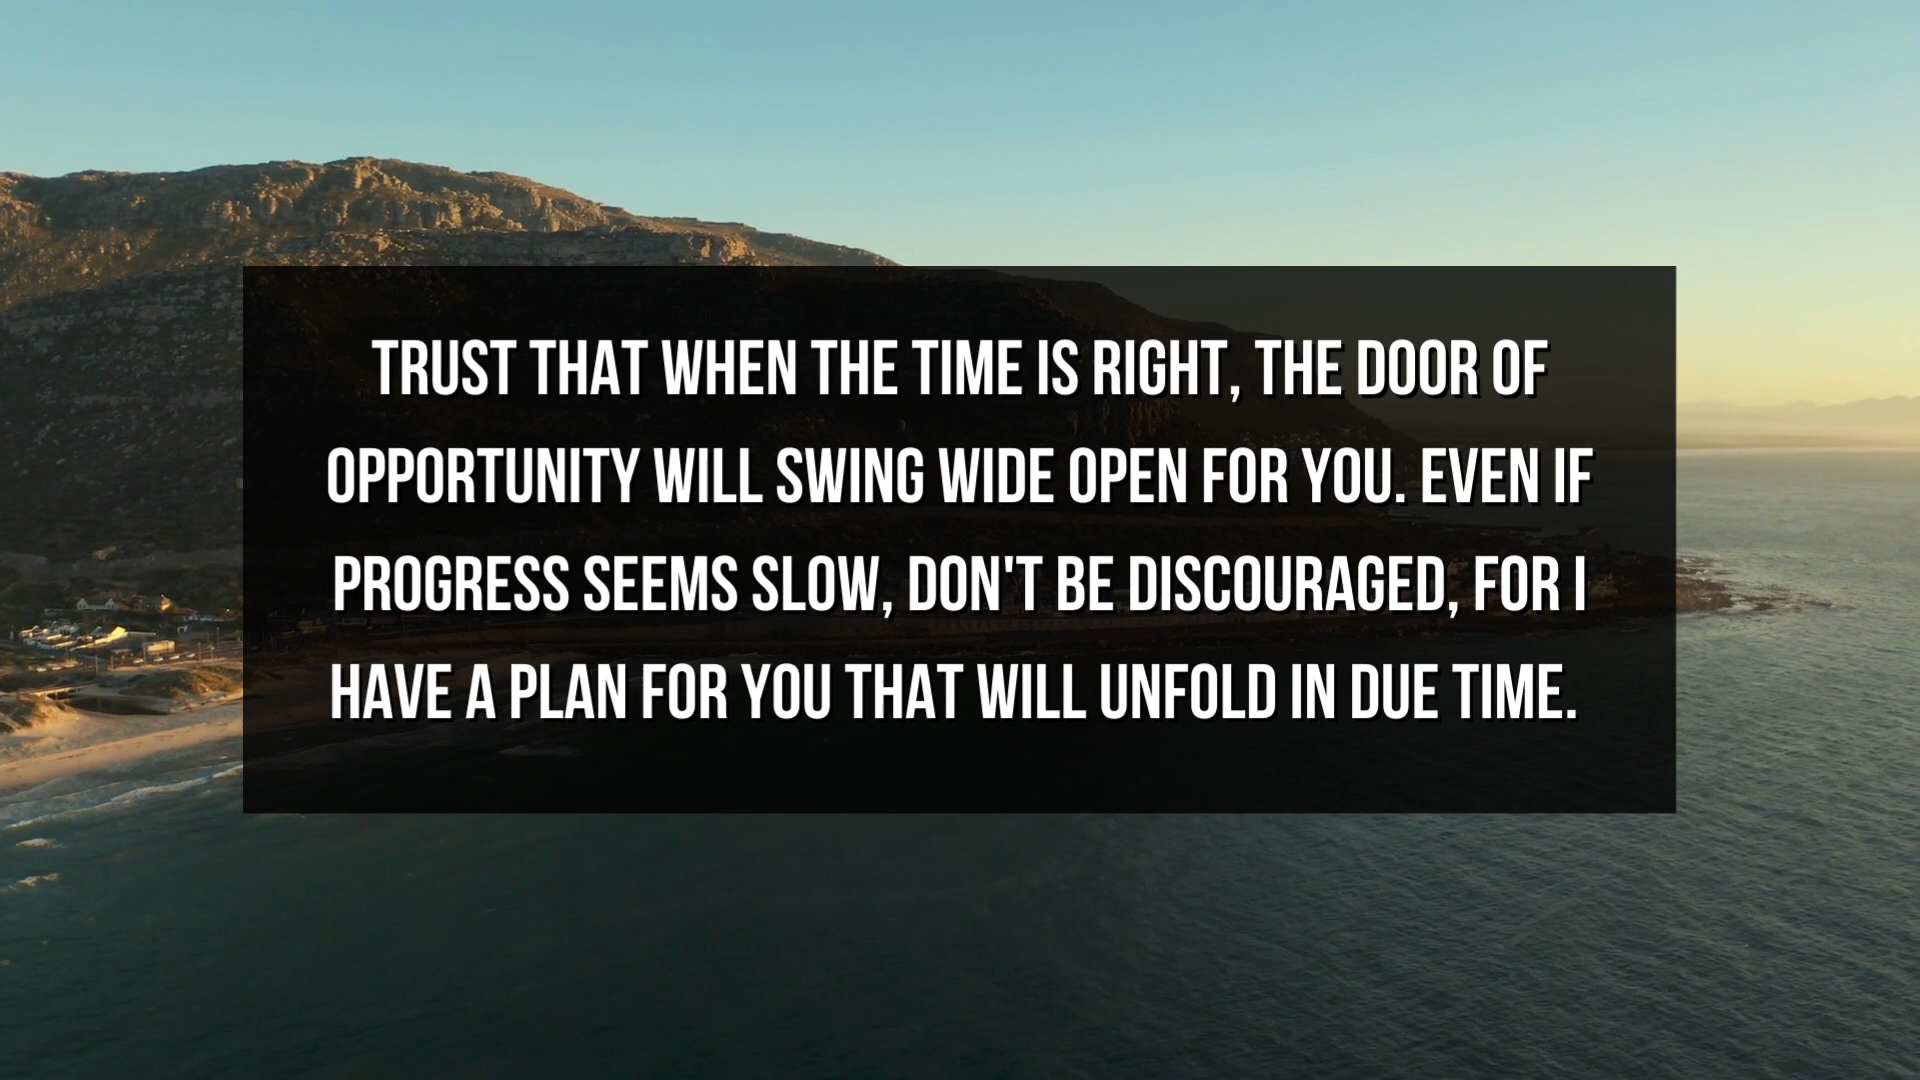 TRUST THAT WHEN THE TIME IS RIGHT, THE DOOR OF
OPPORTUNITY WILL SWING WIDE OPEN FOR YOU. EVEN IF
PROGRESS SEEMS SLOW, DON'T BE DISCOURAGED, FOR I
HAVE A PLAN FOR YOU THAT WILL UNFOLD IN DUE TIME.